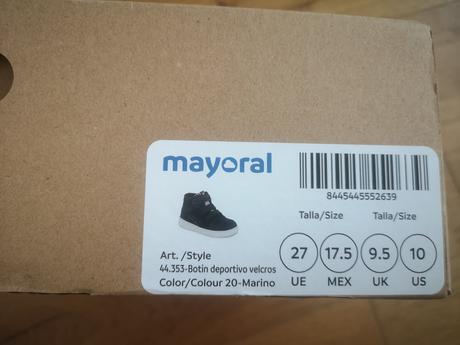 mayoral
8445445552639
Talla/Size Talla/Size
Art. /Style
44.353-Botin deportivo velcros
Color/Colour 20-Marino
27 17.5 9.5 10
UE MEX UK US